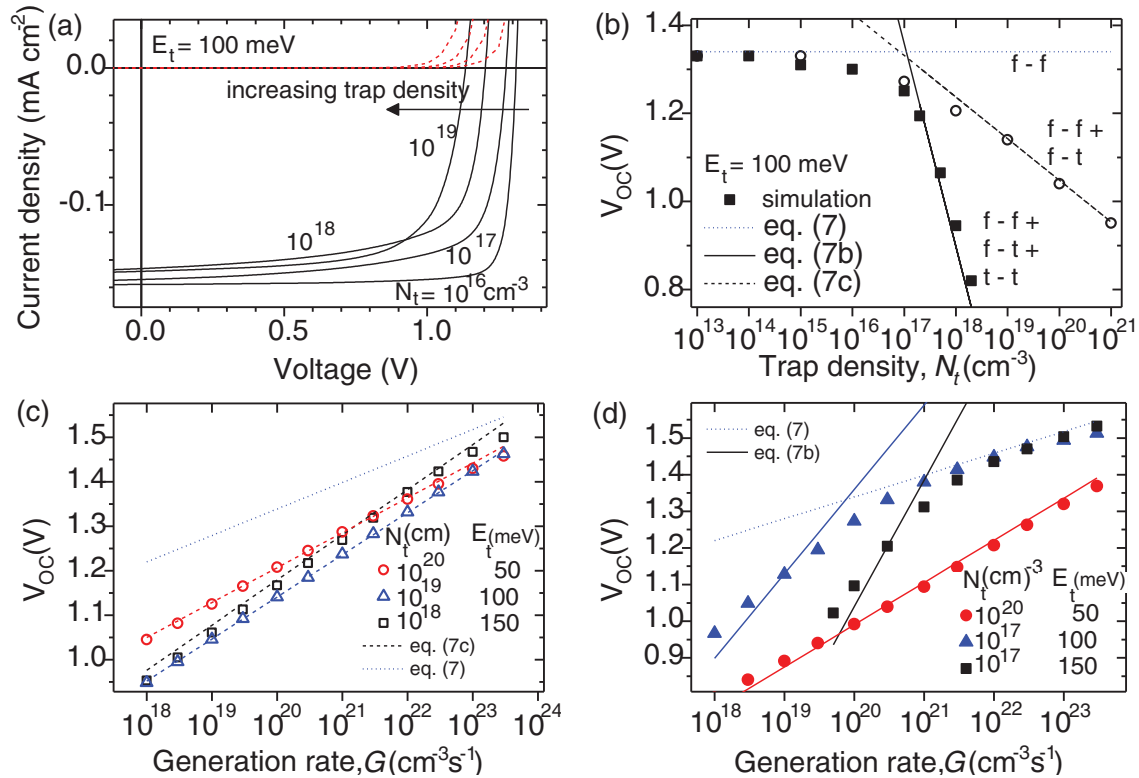 (a)
E_t = 100 meV
increasing trap density
10^19
10^18
10^17
N_t = 10^16 cm^-3
0.0
-0.1
Current density (mA cm^-2)
0.0
0.5
1.0
Voltage (V)
(b)
f - f
f - f +
f - t
E_t = 100 meV
simulation
eq. (7)
eq. (7b)
eq. (7c)
f - f +
f - t +
t - t
1.4
1.2
1.0
0.8
V_OC(V)
10^13 10^14 10^15 10^16 10^17 10^18 10^19 10^20 10^21
Trap density, N_t(cm^-3)
(c)
1.5
1.4
1.3
1.2
1.1
1.0
V_OC(V)
N_t(cm) E_t(meV)
10^20 50
10^19 100
10^18 150
eq. (7c)
eq. (7)
10^18 10^19 10^20 10^21 10^22 10^23 10^24
Generation rate, G(cm^-3s^-1)
(d)
eq. (7)
eq. (7b)
1.5
1.4
1.3
1.2
1.1
1.0
0.9
V_OC(V)
N_t(cm)^-3 E_t(meV)
10^20 50
10^17 100
10^17 150
10^18 10^19 10^20 10^21 10^22 10^23
Generation rate, G(cm^-3s^-1)